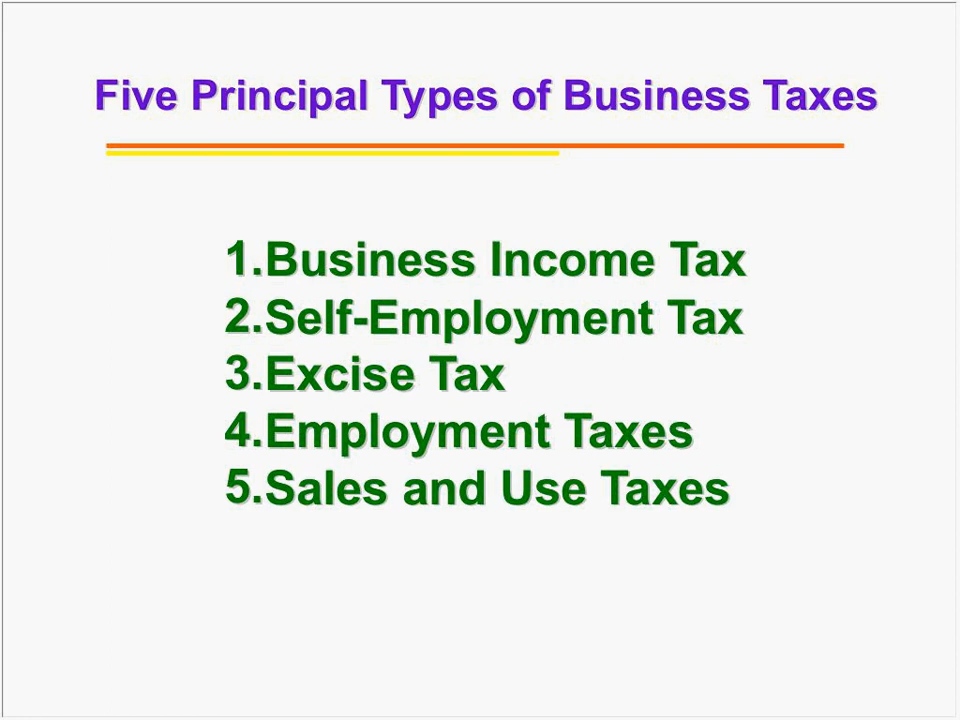 Five Principal Types of Business Taxes
1.Business Income Tax
2.Self-Employment Tax
3.Excise Tax
4.Employment Taxes
5.Sales and Use Taxes